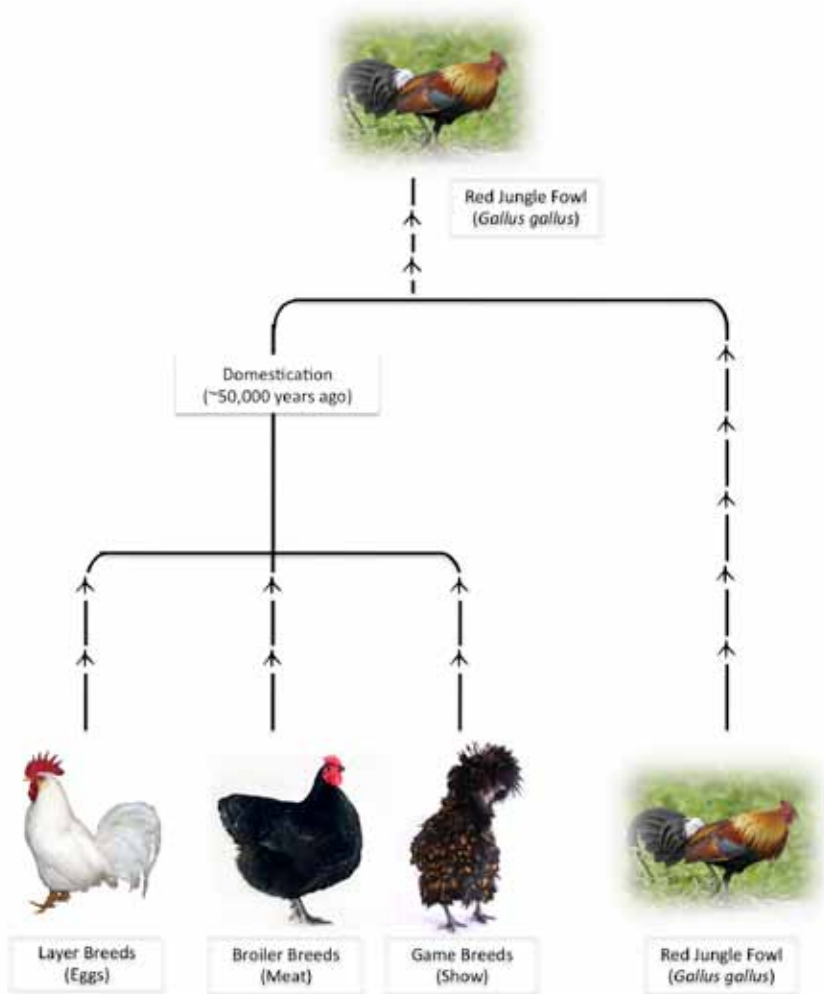 Red Jungle Fowl
(Gallus gallus)
Domestication
(~50,000 years ago)
Layer Breeds
(Eggs)
Broiler Breeds
(Meat)
Game Breeds
(Show)
Red Jungle Fowl
(Gallus gallus)